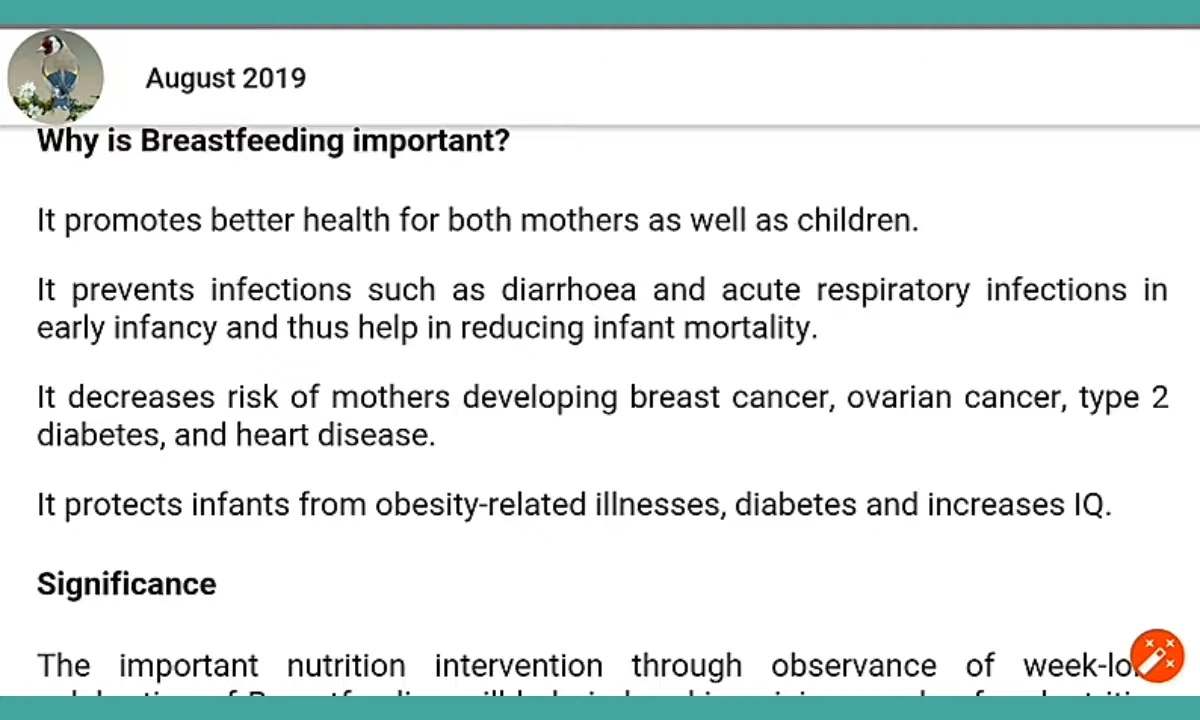 August 2019
Why is Breastfeeding important?
It promotes better health for both mothers as well as children.
It prevents infections such as diarrhoea and acute respiratory infections in
early infancy and thus help in reducing infant mortality.
It decreases risk of mothers developing breast cancer, ovarian cancer, type 2
diabetes, and heart disease.
It protects infants from obesity-related illnesses, diabetes and increases IQ.
Significance
The important nutrition intervention through observance of